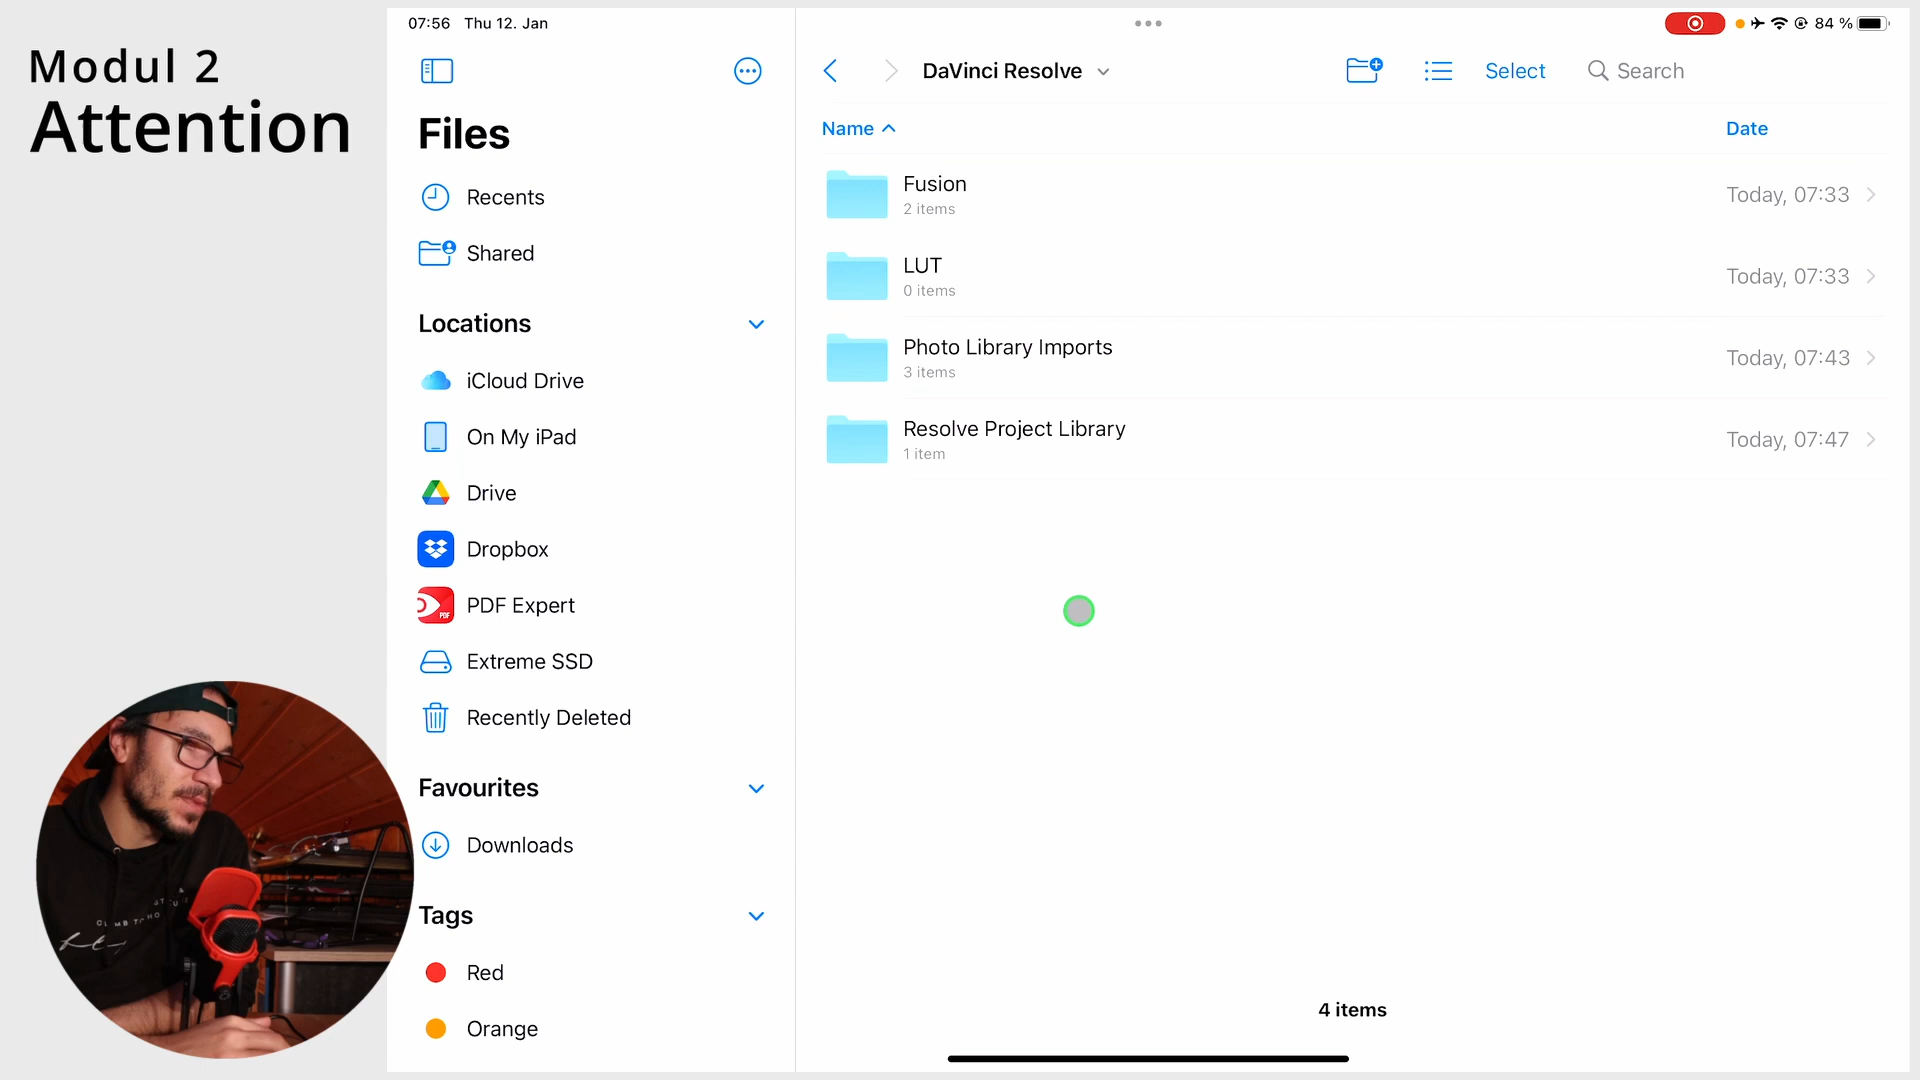 Modul 2
Attention
07:56 Thu 12. Jan
84 %
Files
Recents
Shared
Locations
iCloud Drive
On My iPad
Drive
Dropbox
PDF Expert
Extreme SSD
Recently Deleted
Favourites
Downloads
Tags
Red
Orange
DaVinci Resolve
Select
Search
Name
Date
Fusion
2 items
Today, 07:33
LUT
0 items
Today, 07:33
Photo Library Imports
3 items
Today, 07:43
Resolve Project Library
1 item
Today, 07:47
4 items
PDF